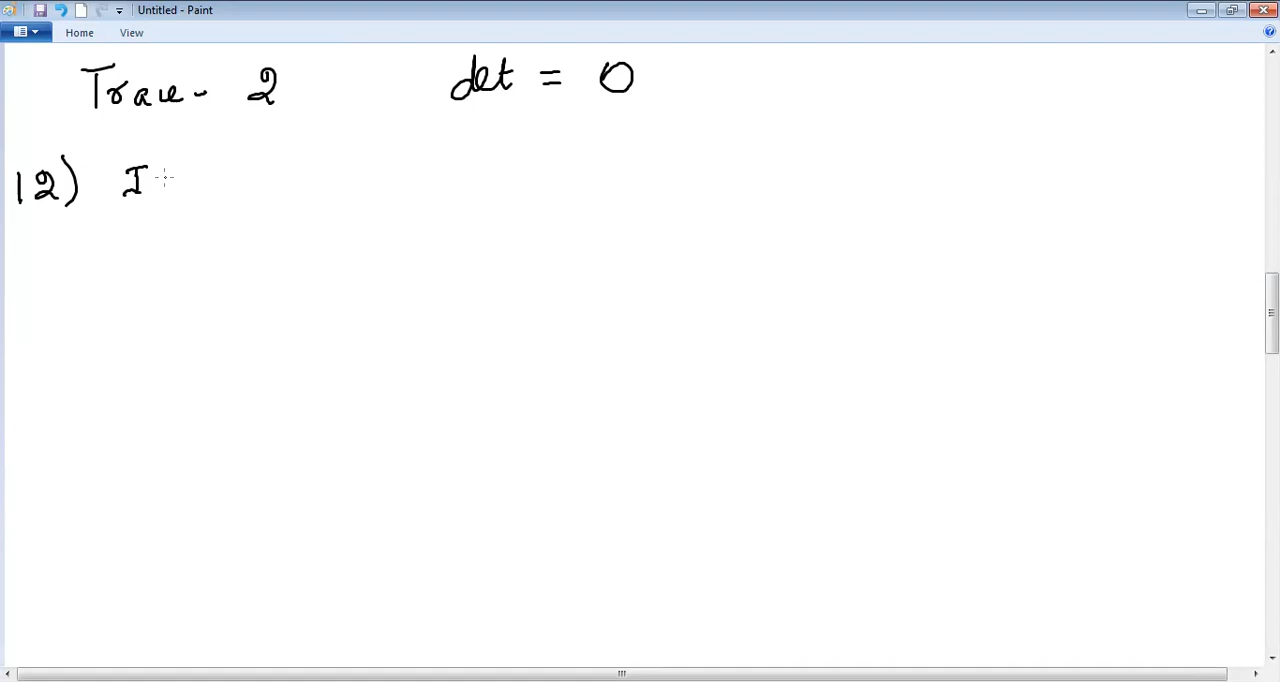 Untitled - Paint
Home View
Trace - 2 det = 0
12) I